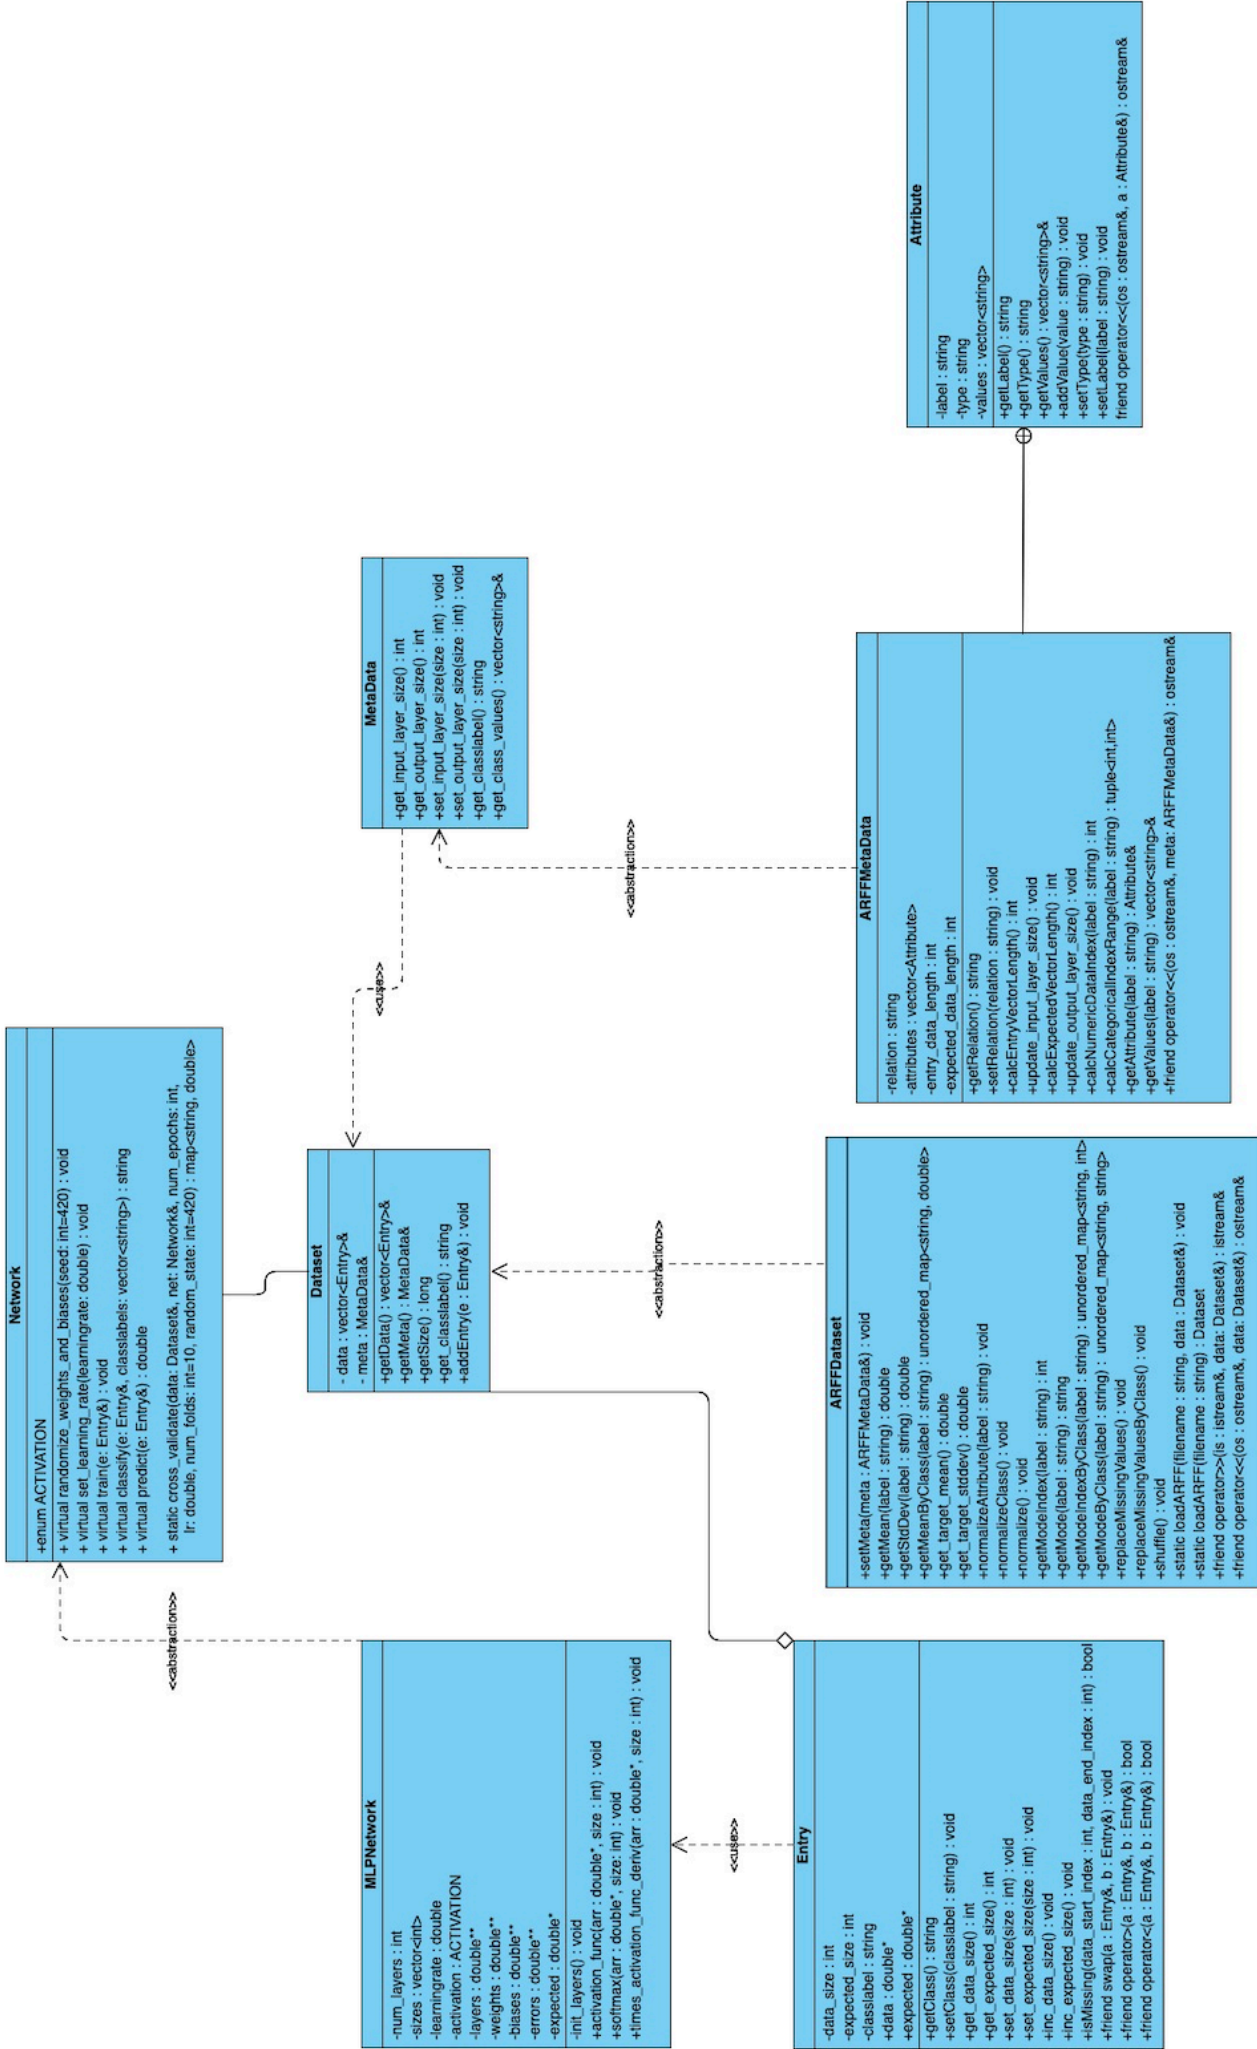 Network
+enum ACTIVATION
+ virtual randomize_weights_and_biases(seed: int=420) : void
+ virtual set_learning_rate(learningrate: double) : void
+ virtual train(e: Entry&) : void
+ virtual classify(e: Entry&, classlabels: vector<string>) : string
+ virtual predict(e: Entry&) : double
+ static cross_validate(data: Dataset&, net: Network&, num_epochs: int,
lr: double, num_folds: int=10, random_state: int=420) : map<string, double>
<<abstraction>>
MLPNetwork
-num_layers : int
-sizes : vector<int>
-learningrate : double
-activation : ACTIVATION
-layers : double**
-weights : double**
-biases : double**
-errors : double**
-expected : double*
-init_layers() : void
+activation_func(arr : double*, size : int) : void
+softmax(arr : double*, size: int) : void
+times_activation_func_deriv(arr : double*, size : int) : void
Dataset
- data : vector<Entry>&
- meta : MetaData&
+getData() : vector<Entry>&
+getMeta() : MetaData&
+getSize() : long
+get_classlabel() : string
+addEntry(e : Entry&) : void
<<use>>
MetaData
+get_input_layer_size() : int
+get_output_layer_size() : int
+set_input_layer_size(size : int) : void
+set_output_layer_size(size : int) : void
+get_classlabel() : string
+get_class_values() : vector<string>&
<<use>>
<<abstraction>>
<<abstraction>>
Entry
-data_size : int
-expected_size : int
-classlabel : string
+data : double*
+expected : double*
+getClass() : string
+setClass(classlabel : string) : void
+get_data_size() : int
+get_expected_size() : int
+set_data_size(size : int) : void
+set_expected_size(size : int) : void
+inc_data_size() : void
+inc_expected_size() : void
+isMissing(data_start_index : int, data_end_index : int) : bool
+friend swap(a : Entry&, b : Entry&) : void
+friend operator>(a : Entry&, b : Entry&) : bool
+friend operator<(a : Entry&, b : Entry&) : bool
ARFFDataset
+setMeta(meta : ARFFMetaData&) : void
+getMean(label : string) : double
+getStdDev(label : string) : double
+getMeanByClass(label : string) : unordered_map<string, double>
+get_target_mean() : double
+get_target_stddev() : double
+normalizeAttribute(label : string) : void
+normalizeClass() : void
+normalize() : void
+getModeIndex(label : string) : int
+getMode(label : string) : string
+getModeIndexByClass(label : string) : unordered_map<string, int>
+getModeByClass(label : string) : unordered_map<string, string>
+replaceMissingValues() : void
+replaceMissingValuesByClass() : void
+shuffle() : void
+static loadARFF(filename : string, data : Dataset&) : void
+static loadARFF(filename : string) : Dataset
+friend operator>>(is : istream&, data: Dataset&) : istream&
+friend operator<<(os : ostream&, data: Dataset&) : ostream&
ARFFMetaData
-relation : string
-attributes : vector<Attribute>
-entry_data_length : int
-expected_data_length : int
+getRelation() : string
+setRelation(relation : string) : void
+calcEntryVectorLength() : int
+update_input_layer_size() : void
+calcExpectedVectorLength() : int
+update_output_layer_size() : void
+calcNumericDataIndex(label : string) : int
+calcCategoricalIndexRange(label : string) : tuple<int,int>
+getAttribute(label : string) : Attribute&
+getValues(label : string) : vector<string>&
+friend operator<<(os : ostream&, meta: ARFFMetaData&) : ostream&
Attribute
-label : string
-type : string
-values : vector<string>
+getLabel() : string
+getType() : string
+getValues() : vector<string>&
+addValue(value : string) : void
+setType(type : string) : void
+setLabel(label : string) : void
friend operator<<(os : ostream&, a : Attribute&) : ostream&